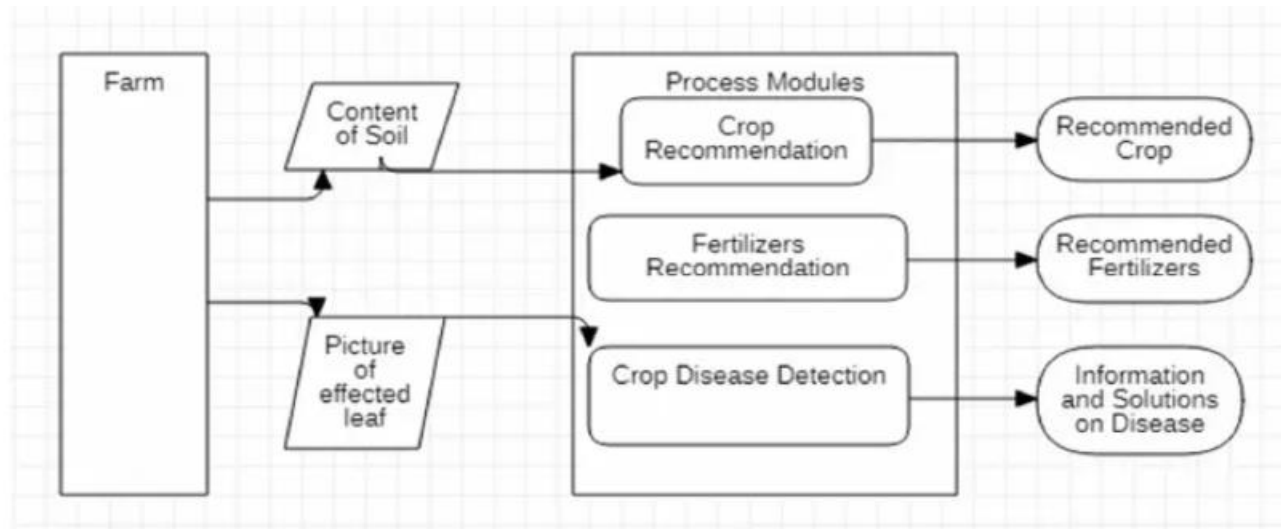 Farm
Content
of Soil
Picture
of
effected
leaf
Process Modules
Crop
Recommendation
Fertilizers
Recommendation
Crop Disease Detection
Recommended
Crop
Recommended
Fertilizers
Information
and Solutions
on Disease